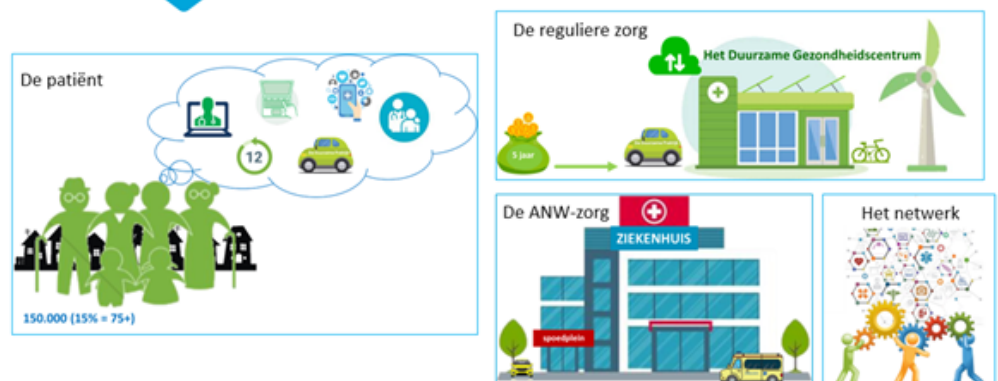 De patiënt
12
150.000 (15% = 75+)
De reguliere zorg
Het Duurzame Gezondheidscentrum
5 jaar
De ANW-zorg
ZIEKENHUIS
spoedplein
Het netwerk